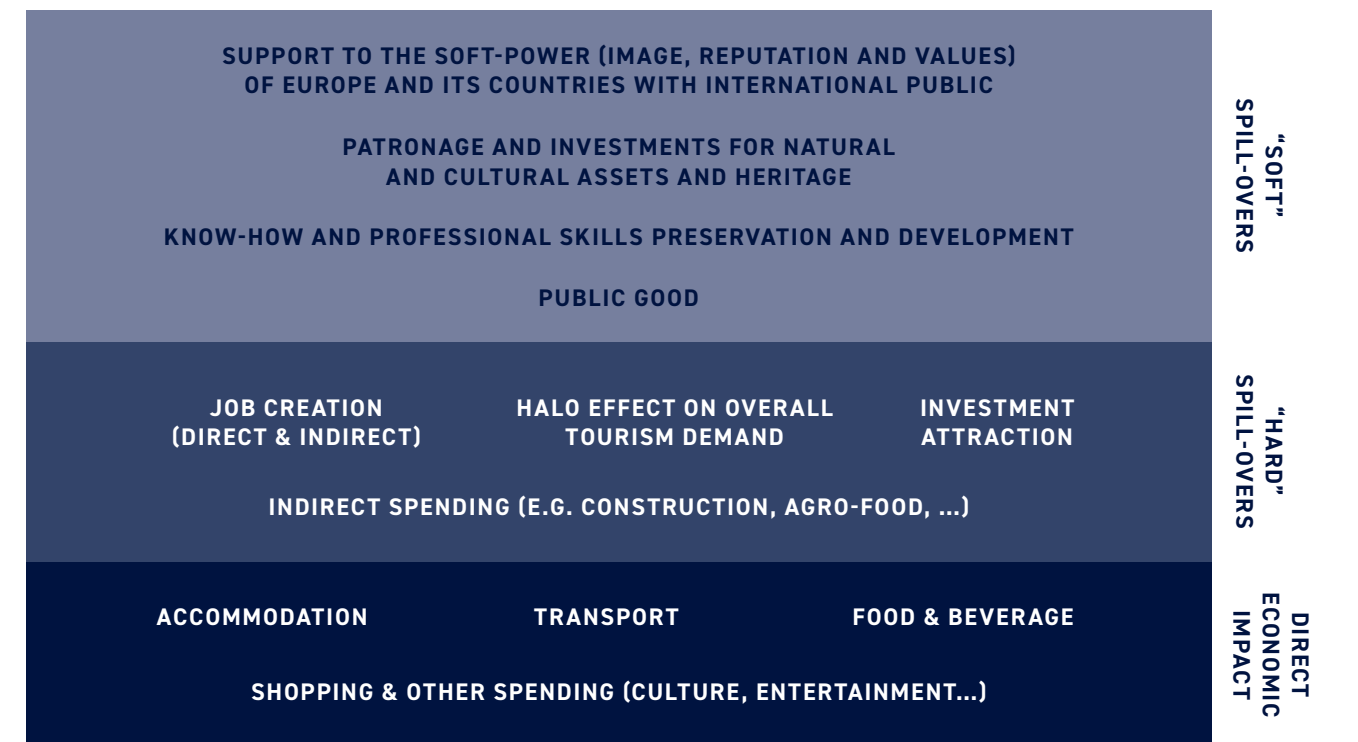 SUPPORT TO THE SOFT-POWER (IMAGE, REPUTATION AND VALUES)
OF EUROPE AND ITS COUNTRIES WITH INTERNATIONAL PUBLIC
PATRONAGE AND INVESTMENTS FOR NATURAL
AND CULTURAL ASSETS AND HERITAGE
KNOW-HOW AND PROFESSIONAL SKILLS PRESERVATION AND DEVELOPMENT
PUBLIC GOOD
“SOFT”
SPILL-OVERS
JOB CREATION
(DIRECT & INDIRECT)
HALO EFFECT ON OVERALL
TOURISM DEMAND
INVESTMENT
ATTRACTION
INDIRECT SPENDING (E.G. CONSTRUCTION, AGRO-FOOD, ...)
“HARD”
SPILL-OVERS
ACCOMMODATION
TRANSPORT
FOOD & BEVERAGE
SHOPPING & OTHER SPENDING (CULTURE, ENTERTAINMENT...)
DIRECT
ECONOMIC
IMPACT